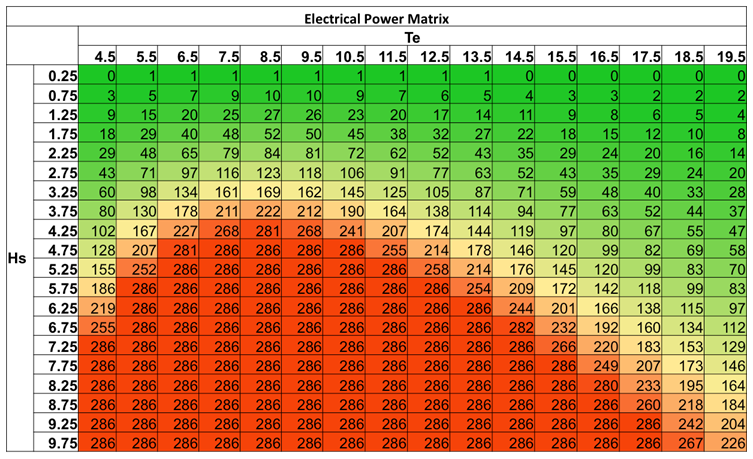 Electrical Power Matrix
Te
4.5 5.5 6.5 7.5 8.5 9.5 10.5 11.5 12.5 13.5 14.5 15.5 16.5 17.5 18.5 19.5
Hs
0.25 0 1 1 1 1 1 1 1 1 1 0 0 0 0 0 0
0.75 3 5 7 9 10 10 9 7 6 5 4 3 3 2 2 2
1.25 9 15 20 25 27 26 23 20 17 14 11 9 8 6 5 4
1.75 18 29 40 48 52 50 45 38 32 27 22 18 15 12 10 8
2.25 29 48 65 79 84 81 72 62 52 43 35 29 24 20 16 14
2.75 43 71 97 116 123 118 106 91 77 63 52 43 35 29 24 20
3.25 60 98 134 161 169 162 145 125 105 87 71 59 48 40 33 28
3.75 80 130 178 211 222 212 190 164 138 114 94 77 63 52 44 37
4.25 102 167 227 268 281 268 241 207 174 144 119 97 80 67 55 47
4.75 128 207 281 286 286 286 286 255 214 178 146 120 99 82 69 58
5.25 155 252 286 286 286 286 286 286 258 214 176 145 120 99 83 70
5.75 186 286 286 286 286 286 286 286 286 254 209 172 142 118 99 83
6.25 219 286 286 286 286 286 286 286 286 286 244 201 166 138 115 97
6.75 255 286 286 286 286 286 286 286 286 286 282 232 192 160 134 112
7.25 286 286 286 286 286 286 286 286 286 286 286 266 220 183 153 129
7.75 286 286 286 286 286 286 286 286 286 286 286 286 249 207 173 146
8.25 286 286 286 286 286 286 286 286 286 286 286 286 280 233 195 164
8.75 286 286 286 286 286 286 286 286 286 286 286 286 286 260 218 184
9.25 286 286 286 286 286 286 286 286 286 286 286 286 286 286 242 204
9.75 286 286 286 286 286 286 286 286 286 286 286 286 286 286 267 226